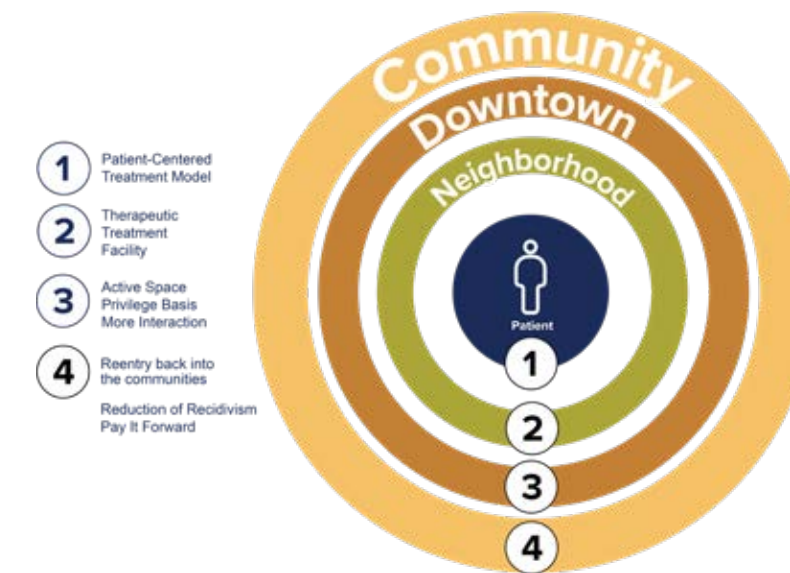 Community
Downtown
Neighborhood
Patient
1
2
3
4
1
Patient-Centered
Treatment Model
2
Therapeutic
Treatment
Facility
3
Active Space
Privilege Basis
More Interaction
4
Reentry back into
the communities
Reduction of Recidivism
Pay It Forward